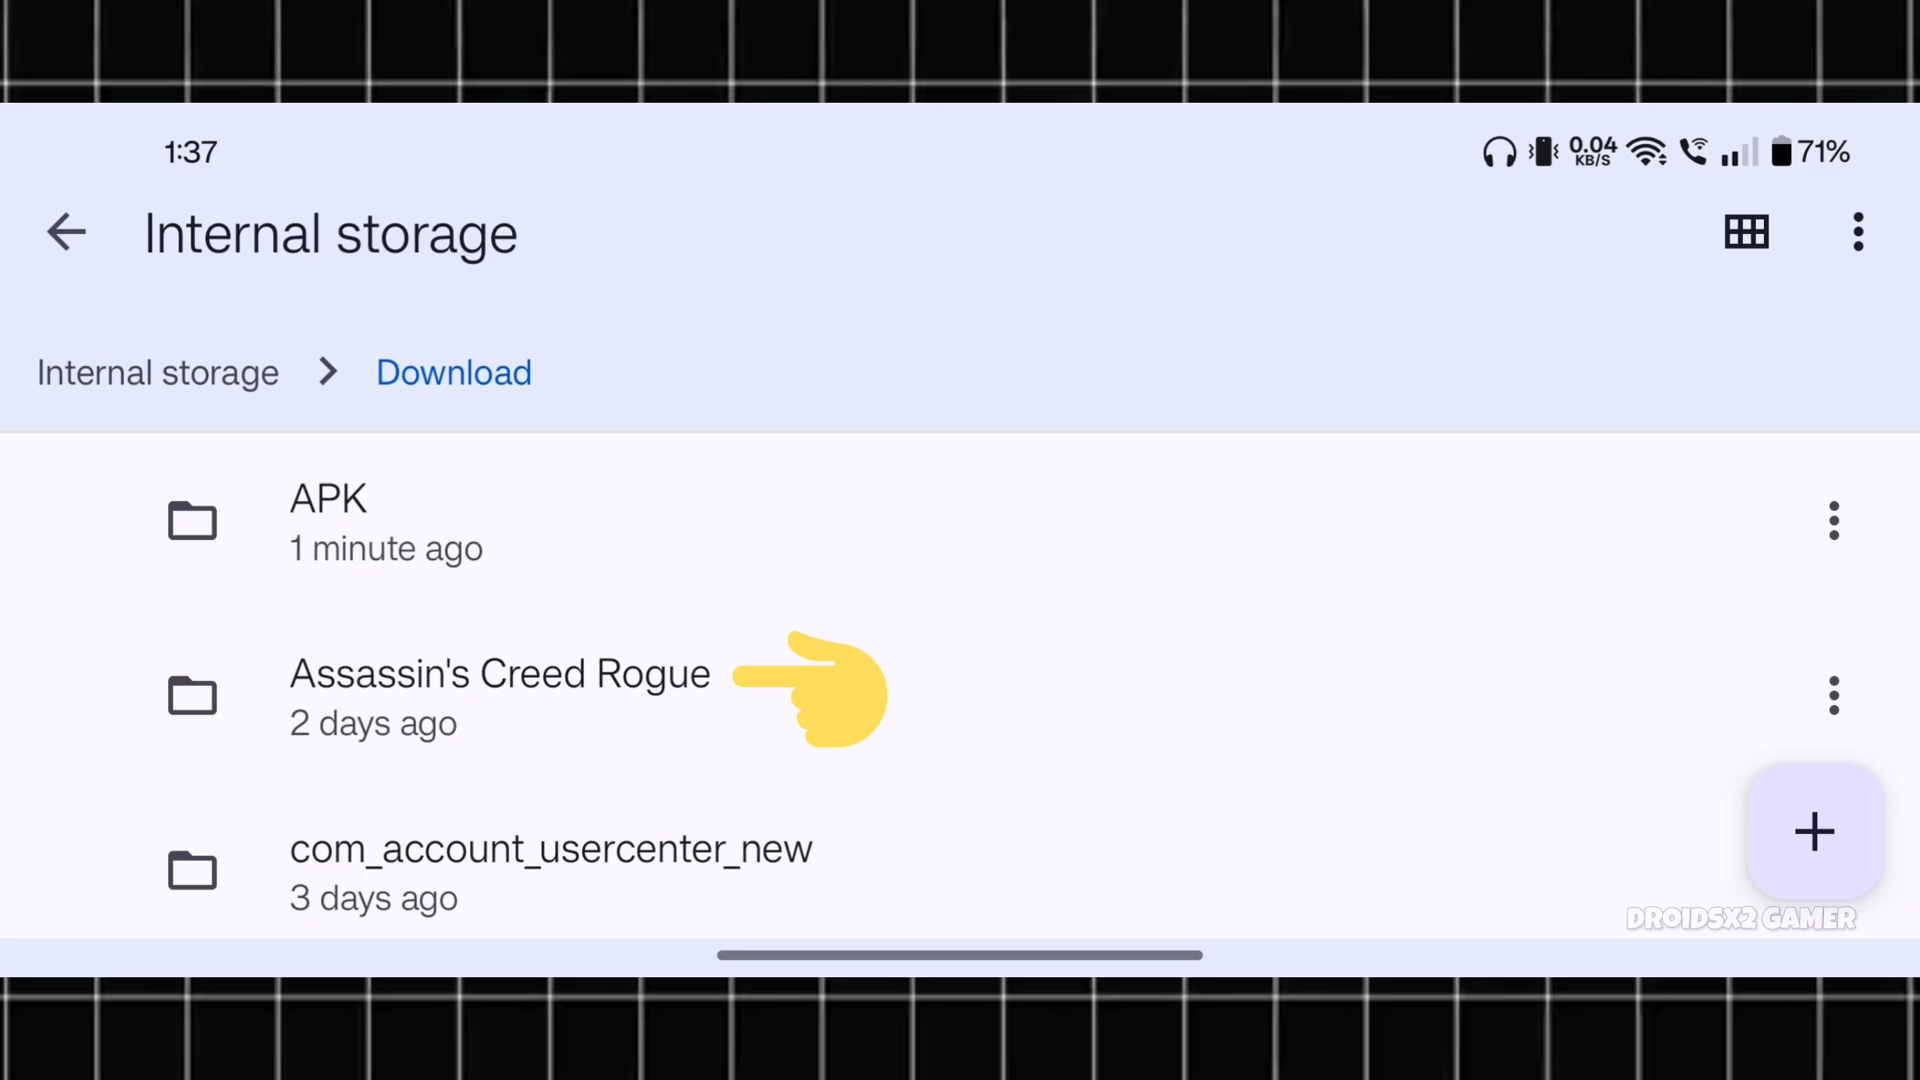 1:37
0.04
KB/S
71%
Internal storage
Internal storage
Download
APK
1 minute ago
Assassin's Creed Rogue
2 days ago
com_account_usercenter_new
3 days ago
DROIDSX2 GAMER